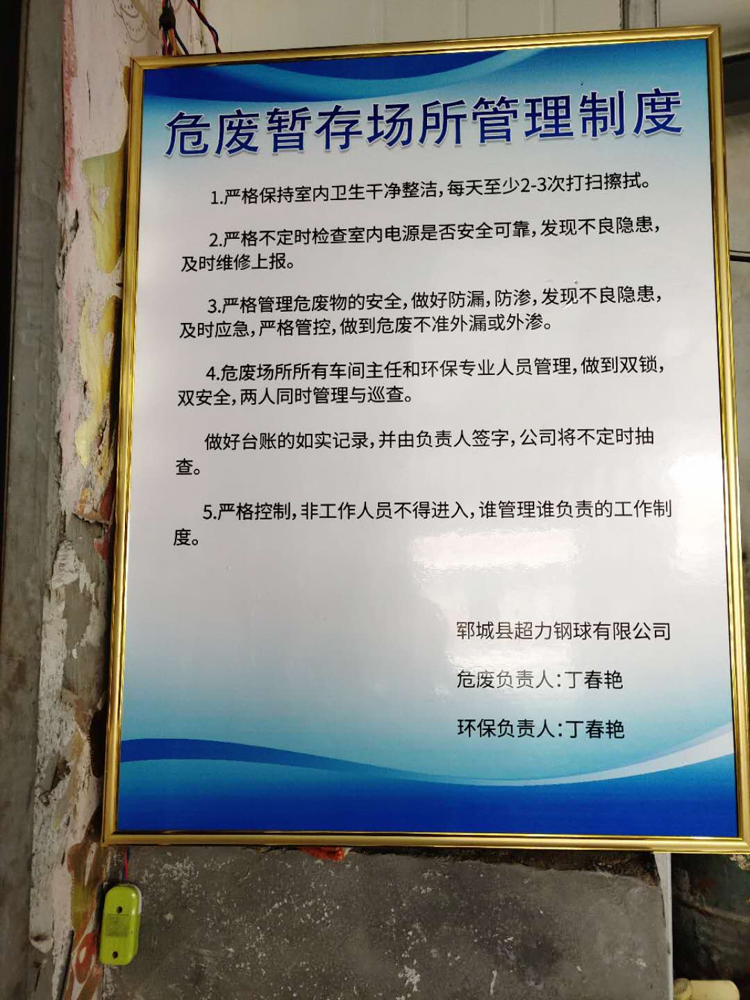 危废暂存场所管理制度
1.严格保持室内卫生干净整洁,每天至少2-3次打扫擦拭。
2.严格不定时检查室内电源是否安全可靠,发现不良隐患,
及时维修上报。
3.严格管理危废物的安全,做好防漏,防渗,发现不良隐患,
及时应急,严格管控,做到危废不准外漏或外渗。
4.危废场所所有车间主任和环保专业人员管理,做到双锁,
双安全,两人同时管理与巡查。
做好台账的如实记录,并由负责人签字,公司将不定时抽
查。
5.严格控制,非工作人员不得进入,谁管理谁负责的工作制
度。
郓城县超力钢球有限公司
危废负责人:丁春艳
环保负责人:丁春艳